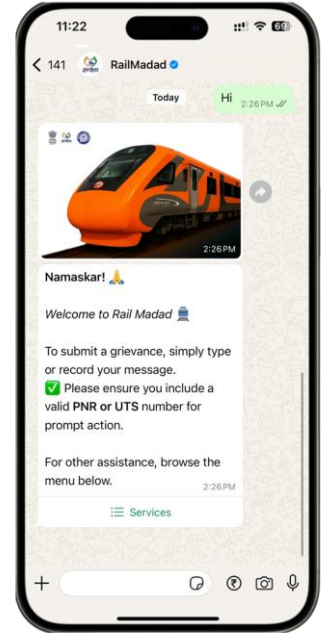 11:22
69
141
RailMadad
Today
Hi
2:26 PM
2:26 PM
Namaskar! 🙏
Welcome to Rail Madad 🚆
To submit a grievance, simply type
or record your message.
✅ Please ensure you include a
valid PNR or UTS number for
prompt action.
For other assistance, browse the
menu below.
2:26 PM
Services